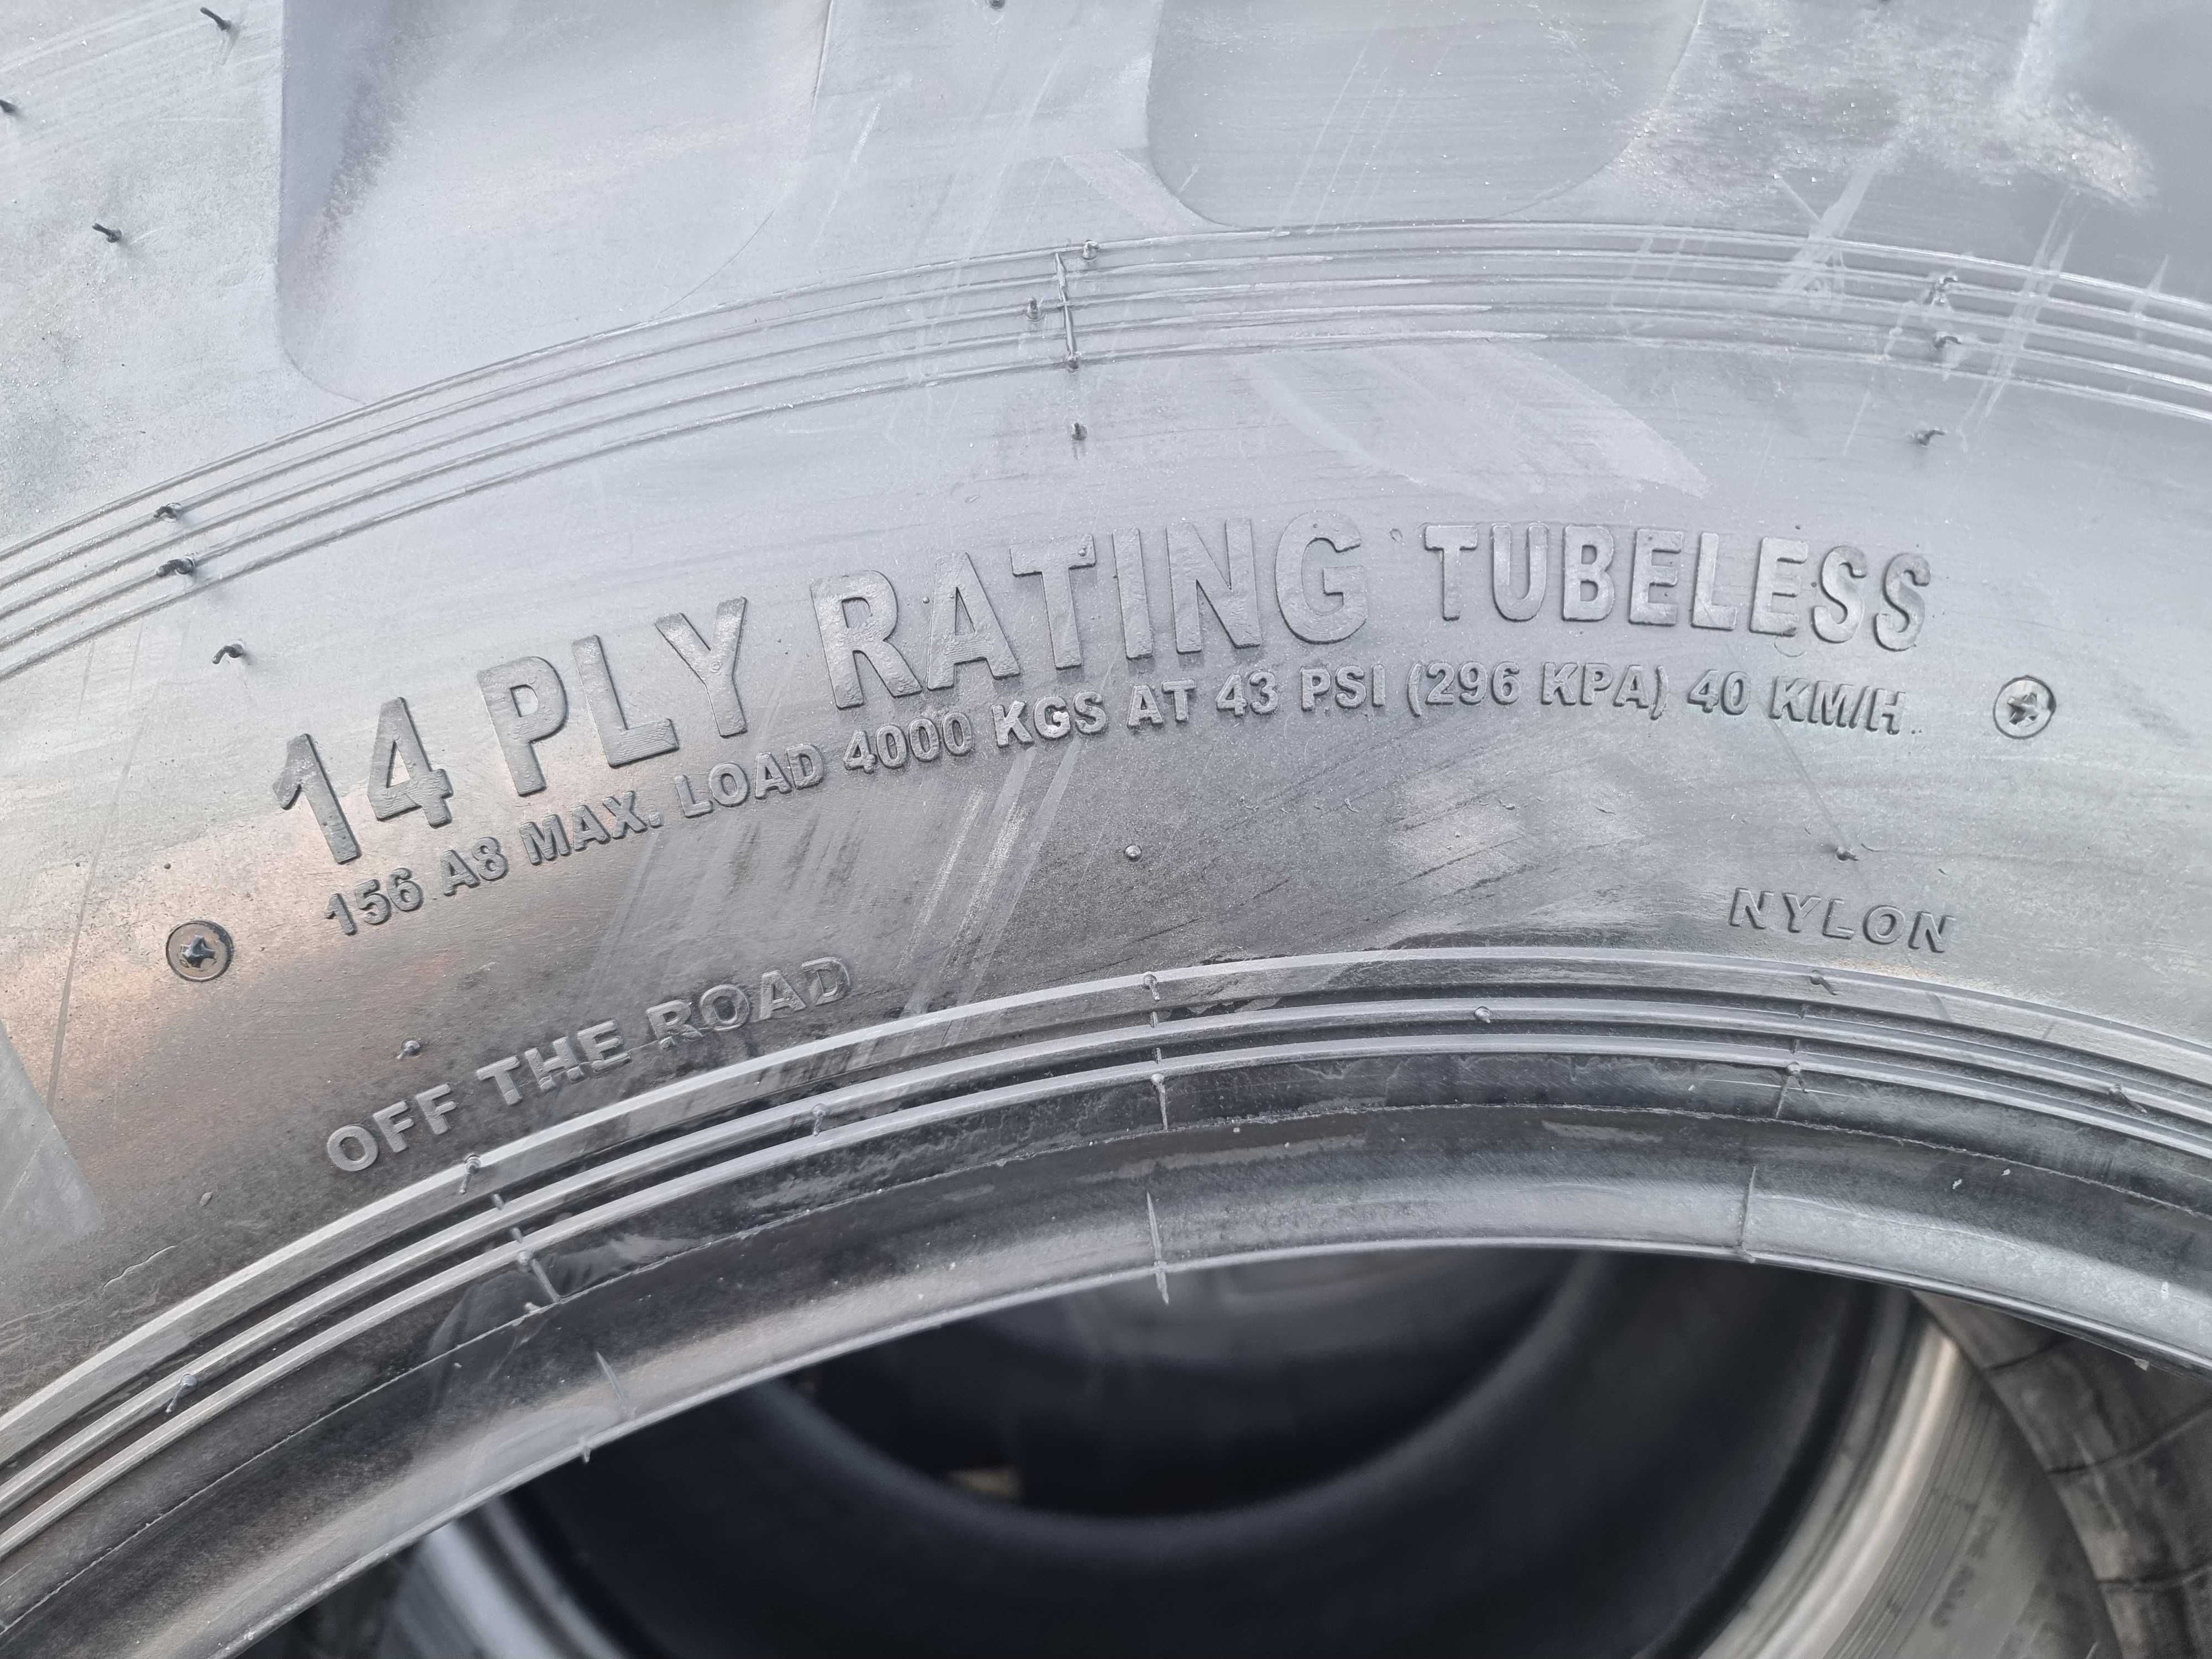 14 PLY RATING TUBELESS
156 A8 MAX. LOAD 4000 KGS AT 43 PSI (296 KPA) 40 KM/H
OFF THE ROAD
NYLON